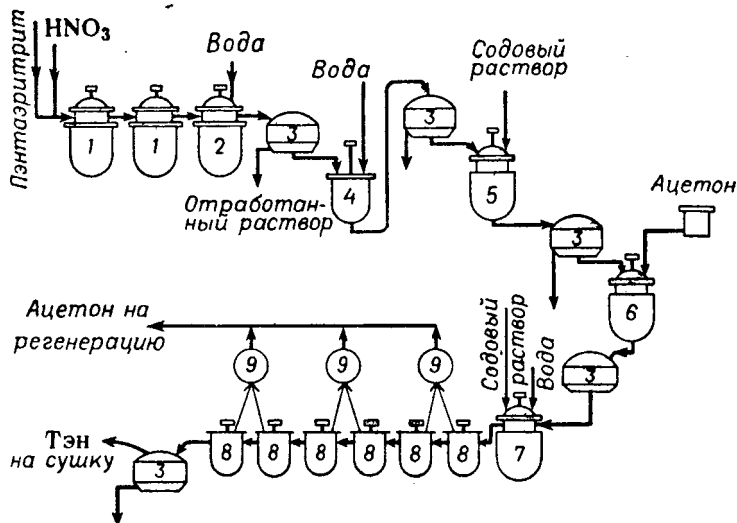 Пэнтаэритрит
HNO₃
Вода
Вода
Содовый
раствор
1
1
2
3
3
4
5
Отработан-
ный раствор
Ацетон
3
6
Ацетон на
регенерацию
9
9
9
Содовый
раствор
Вода
3
Тэн
на сушку
3
8
8
8
8
8
8
7